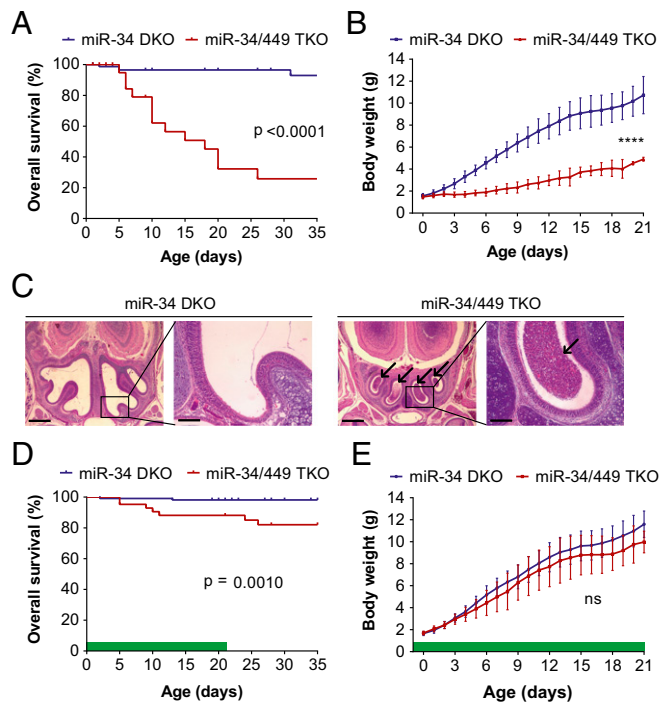 A
miR-34 DKO miR-34/449 TKO
Overall survival (%)
100
80
60
40
20
0
p <0.0001
0 5 10 15 20 25 30 35
Age (days)
B
miR-34 DKO miR-34/449 TKO
Body weight (g)
14
12
10
8
6
4
2
0
****
0 3 6 9 12 15 18 21
Age (days)
C
miR-34 DKO miR-34/449 TKO
D
miR-34 DKO miR-34/449 TKO
Overall survival (%)
100
80
60
40
20
0
p = 0.0010
0 5 10 15 20 25 30 35
Age (days)
E
miR-34 DKO miR-34/449 TKO
Body weight (g)
14
12
10
8
6
4
2
0
ns
0 3 6 9 12 15 18 21
Age (days)